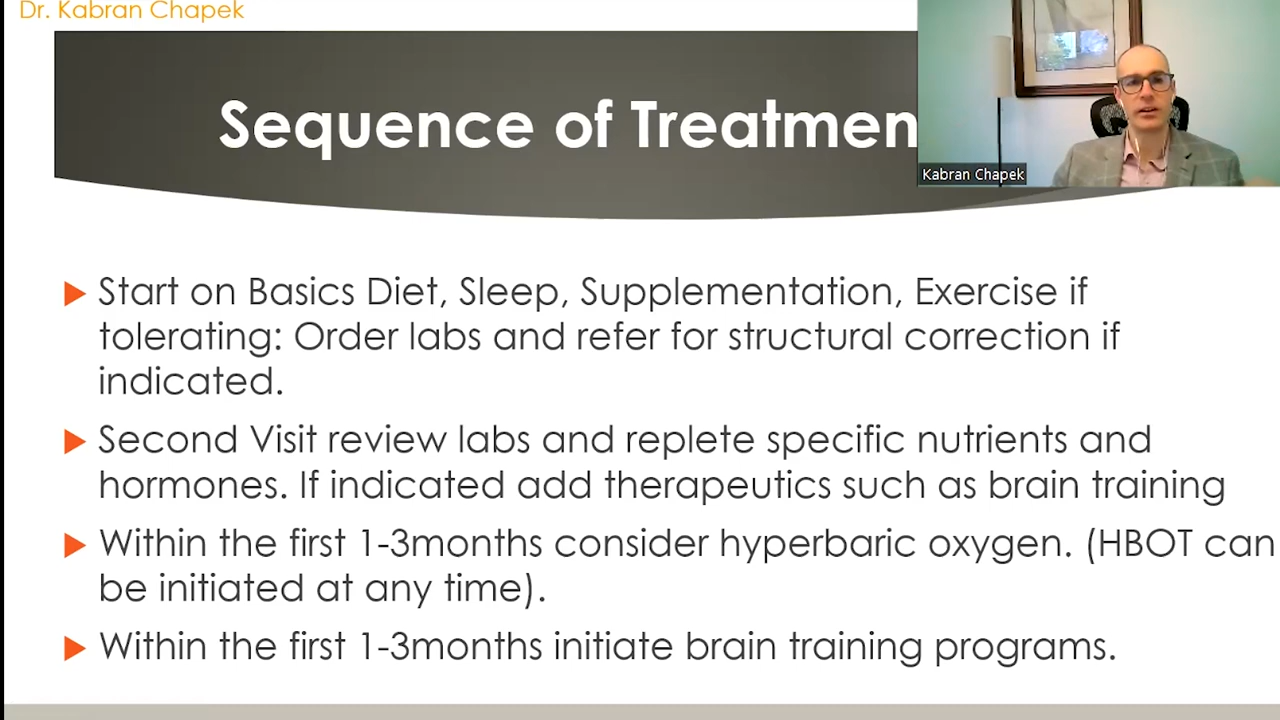 Dr. Kabran Chapek
Sequence of Treatmen
Kabran Chapek
Start on Basics Diet, Sleep, Supplementation, Exercise if
tolerating: Order labs and refer for structural correction if
indicated.
Second Visit review labs and replete specific nutrients and
hormones. If indicated add therapeutics such as brain training
Within the first 1-3months consider hyperbaric oxygen. (HBOT can
be initiated at any time).
Within the first 1-3months initiate brain training programs.